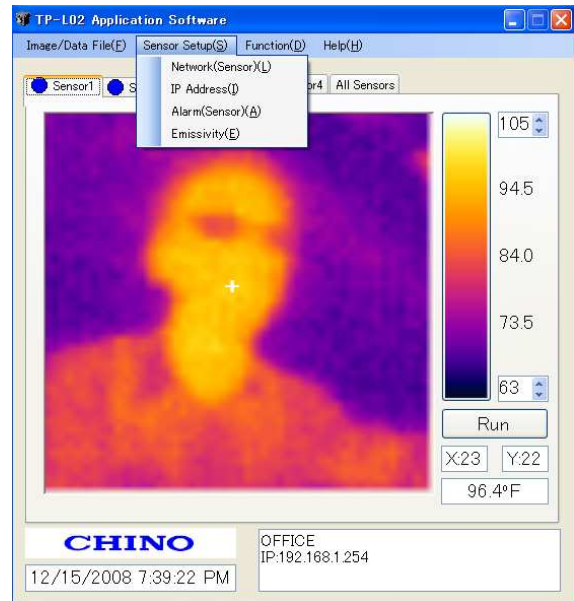 TP-L02 Application Software
Image/Data File(F) Sensor Setup(S) Function(D) Help(H)
Network(Sensor)(L)
IP Address(I)
Alarm(Sensor)(A)
Emissivity(E)
Sensor1 S or4 All Sensors
105
94.5
84.0
73.5
63
Run
X:23 Y:22
96.4°F
CHINO
OFFICE
IP:192.168.1.254
12/15/2008 7:39:22 PM